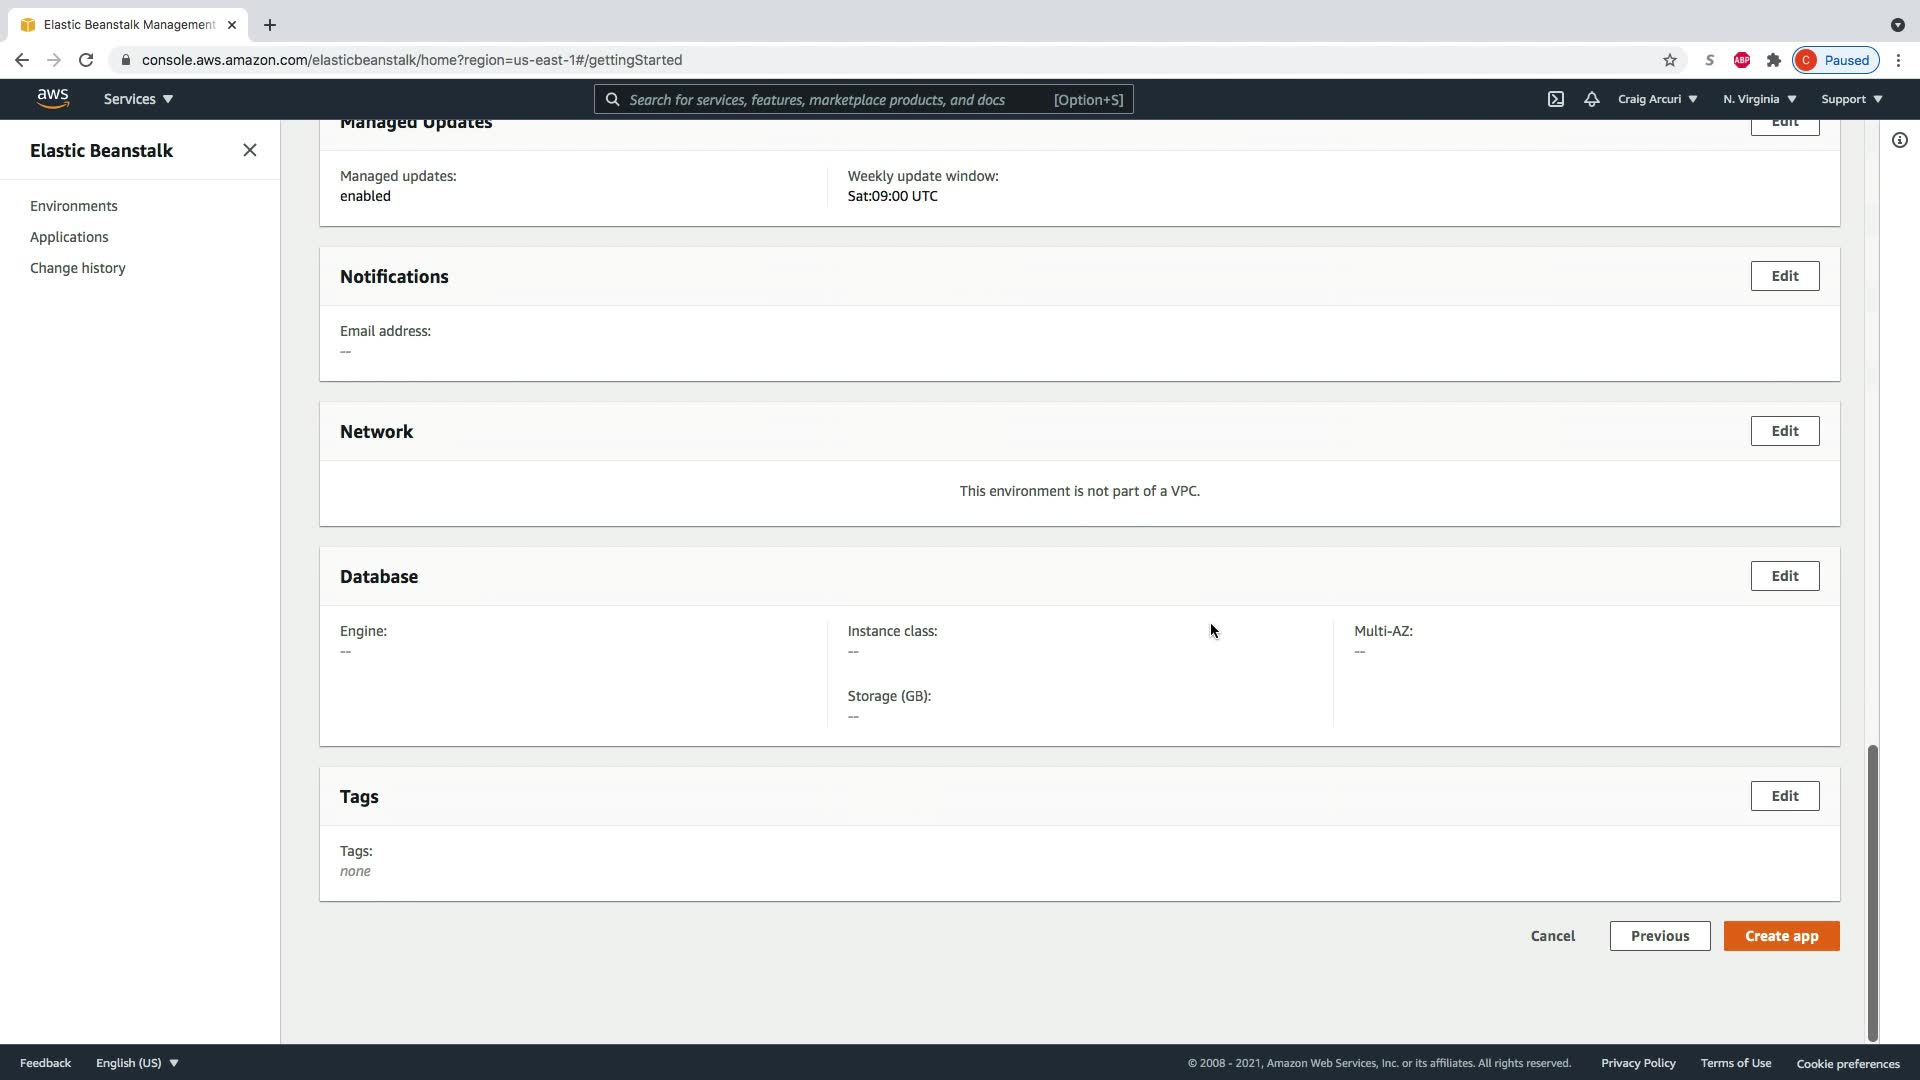 Elastic Beanstalk Management
console.aws.amazon.com/elasticbeanstalk/home?region=us-east-1#/gettingStarted
S
ABP
C
Paused
aws
Services
Search for services, features, marketplace products, and docs
[Option+S]
Craig Arcuri
N. Virginia
Support
Elastic Beanstalk
Environments
Applications
Change history
Managed Updates
Edit
Managed updates:
enabled
Weekly update window:
Sat:09:00 UTC
Notifications
Edit
Email address:
--
Network
Edit
This environment is not part of a VPC.
Database
Edit
Engine:
--
Instance class:
--
Storage (GB):
--
Multi-AZ:
--
Tags
Edit
Tags:
none
Cancel
Previous
Create app
Feedback
English (US)
© 2008 - 2021, Amazon Web Services, Inc. or its affiliates. All rights reserved.
Privacy Policy
Terms of Use
Cookie preferences